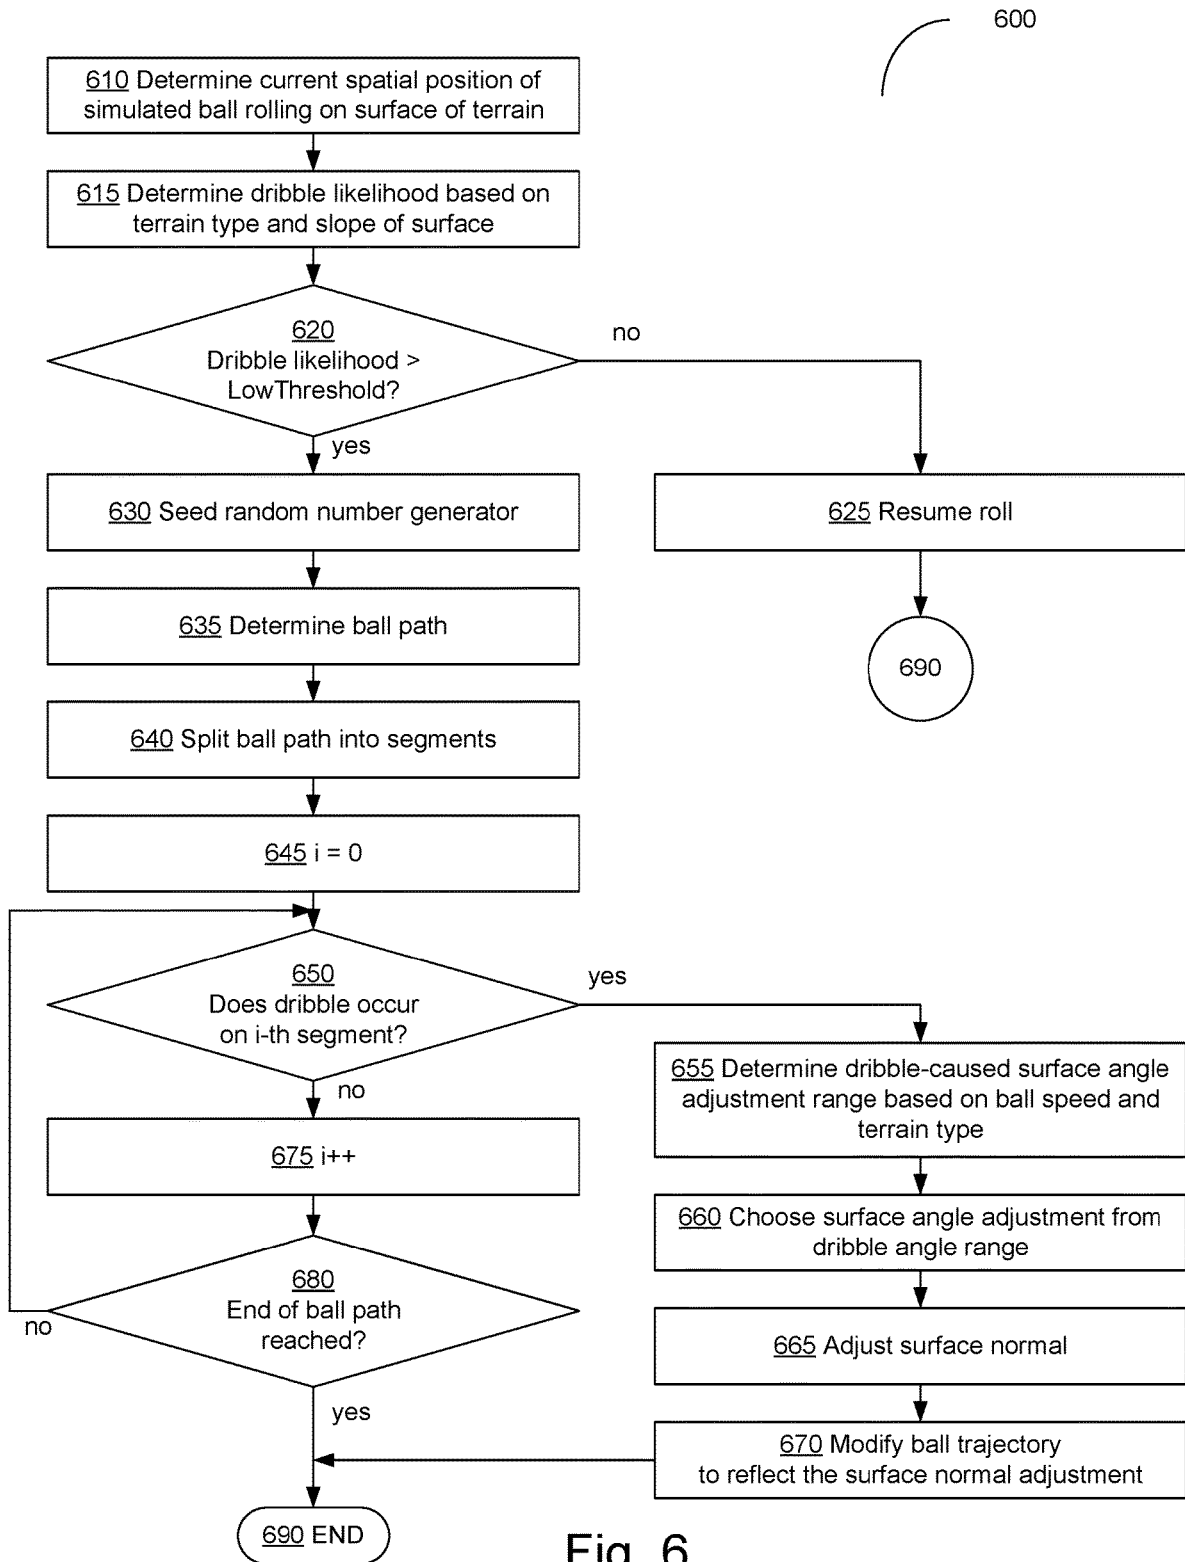 600
610 Determine current spatial position of
simulated ball rolling on surface of terrain
615 Determine dribble likelihood based on
terrain type and slope of surface
620
Dribble likelihood >
LowThreshold?
no
yes
630 Seed random number generator
625 Resume roll
635 Determine ball path
690
640 Split ball path into segments
645 i = 0
650
Does dribble occur
on i-th segment?
yes
no
655 Determine dribble-caused surface angle
adjustment range based on ball speed and
terrain type
675 i++
660 Choose surface angle adjustment from
dribble angle range
680
End of ball path
reached?
no
665 Adjust surface normal
yes
670 Modify ball trajectory
to reflect the surface normal adjustment
690 END
Fig. 6